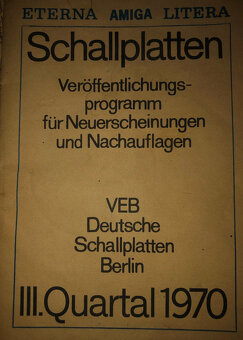 ETERNA AMIGA LITERA
Schallplatten
Veröffentlichungs-
programm
für Neuerscheinungen
und Nachauflagen
VEB
Deutsche
Schallplatten
Berlin
III.Quartal 1970